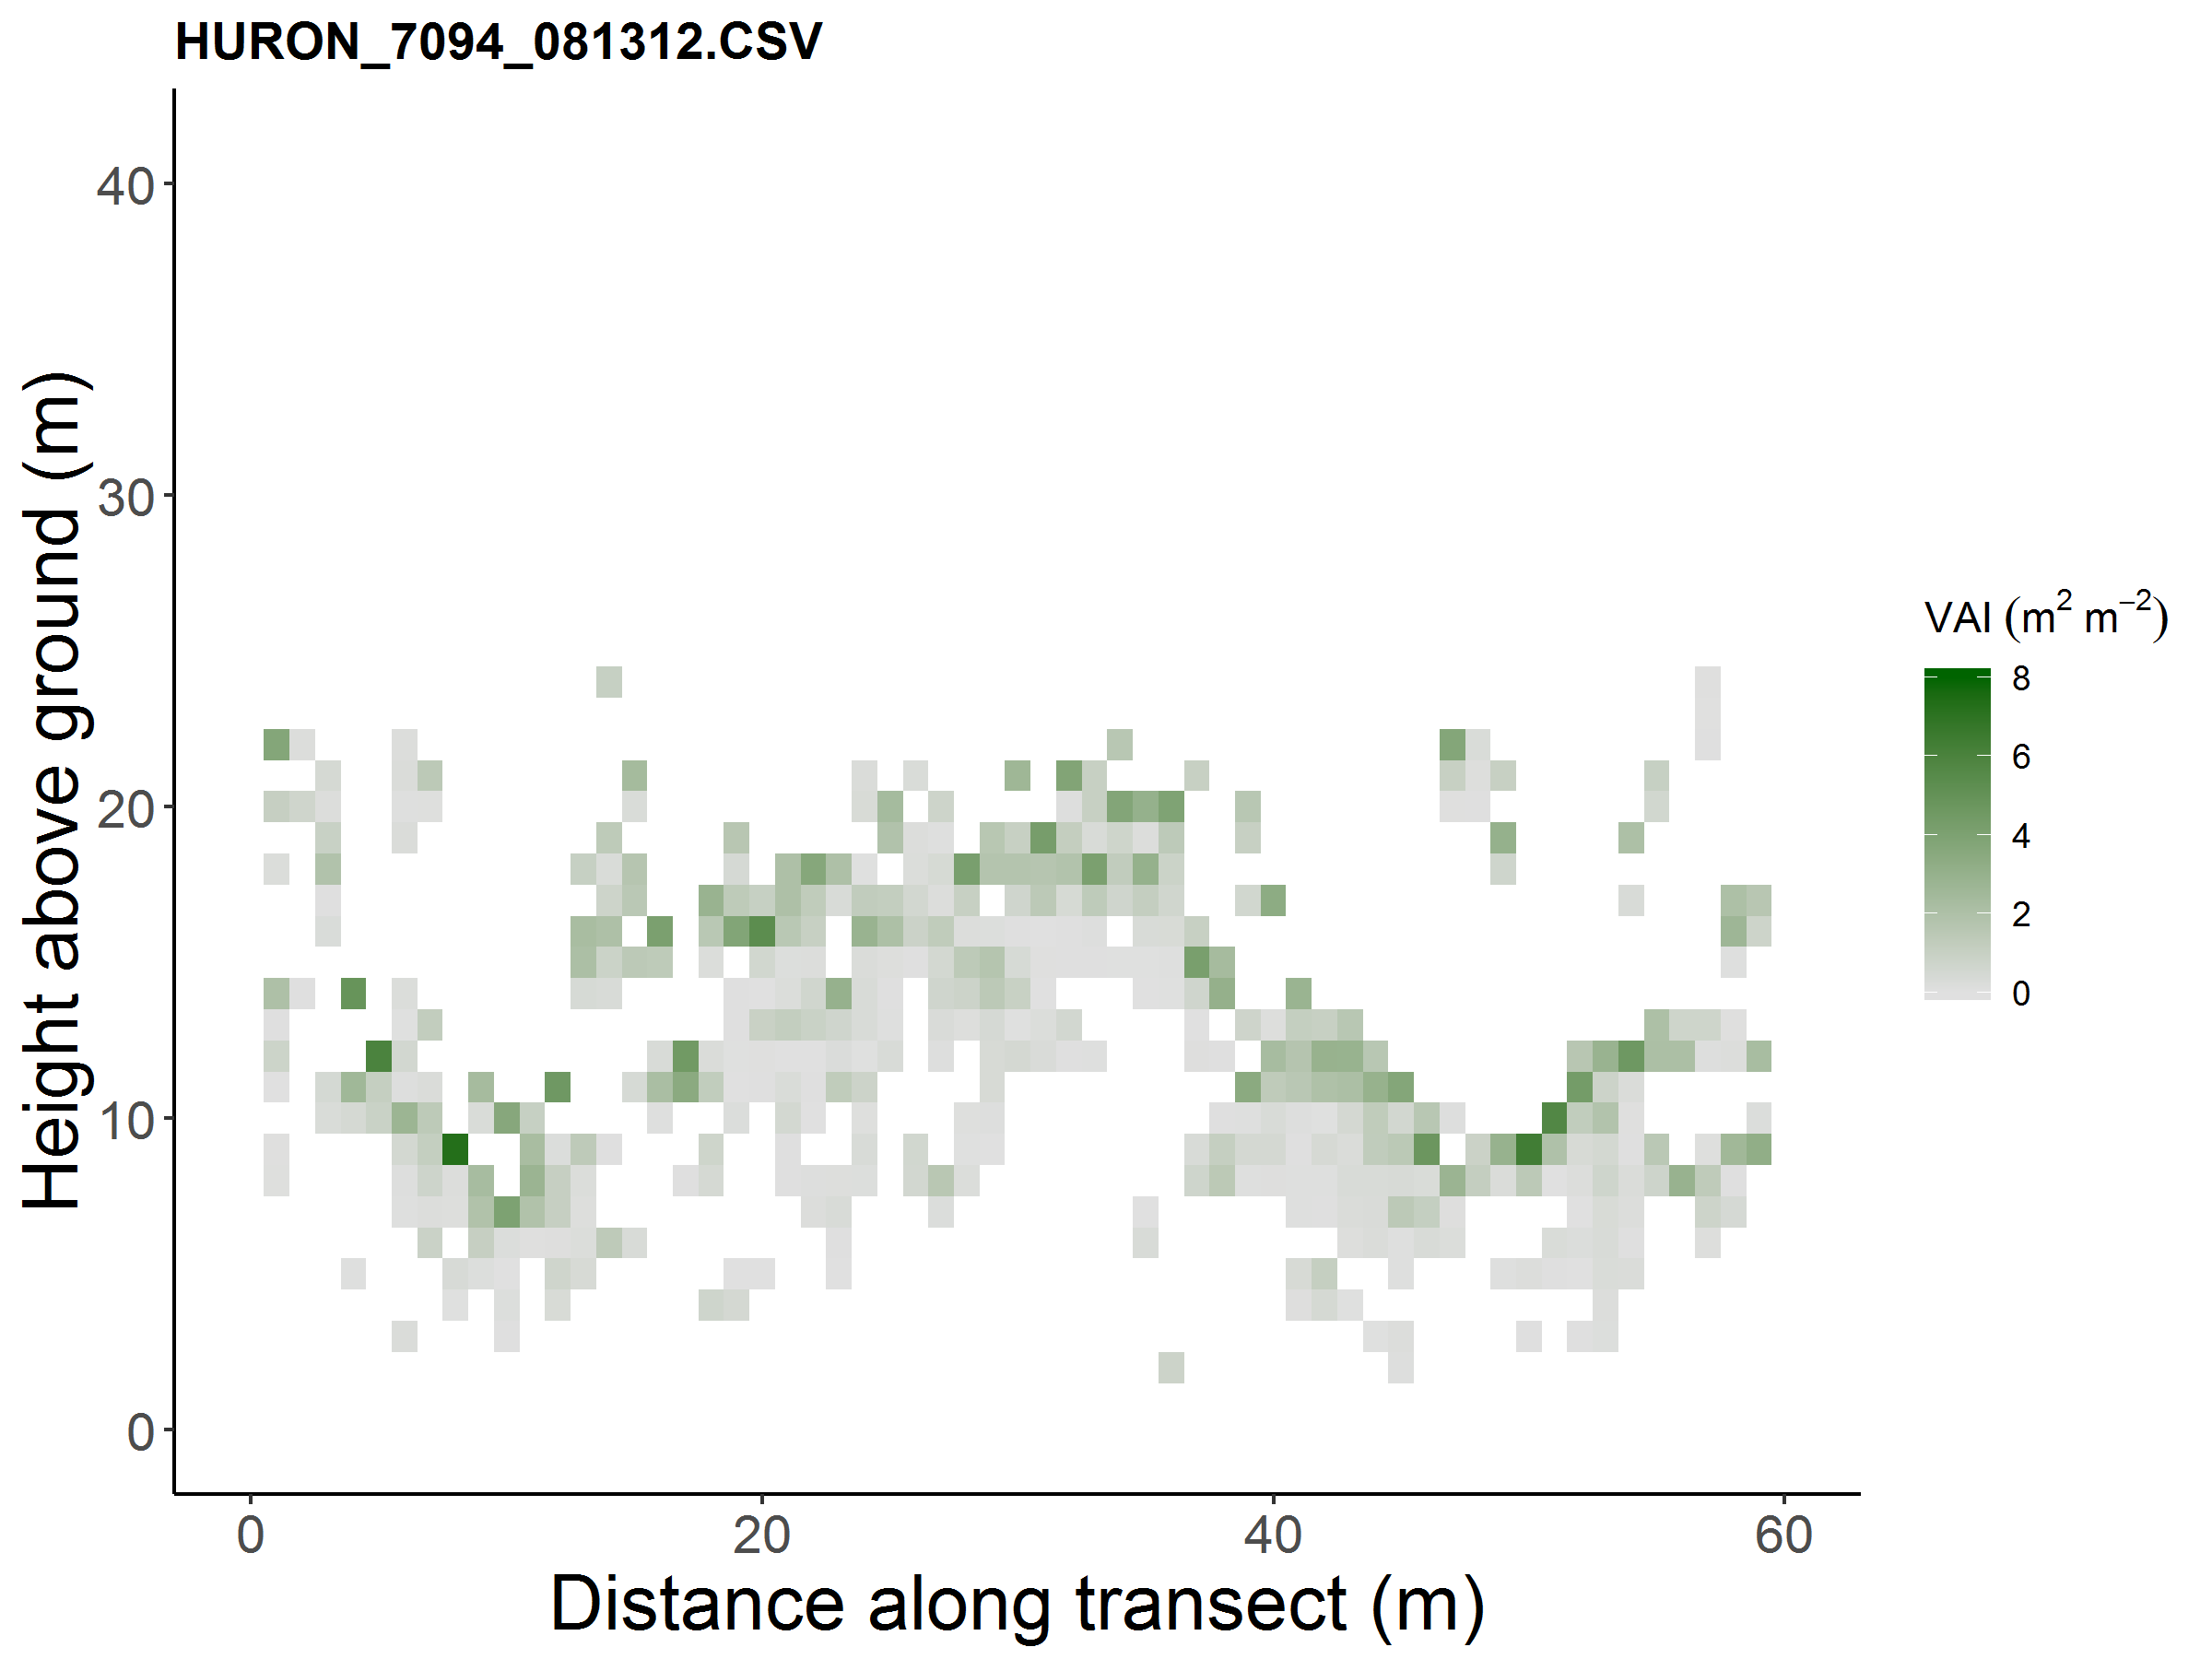 HURON_7094_081312.CSV
Height above ground (m)
40
30
20
10
0
0 20 40 60
Distance along transect (m)
VAI (m² m⁻²)
8
6
4
2
0